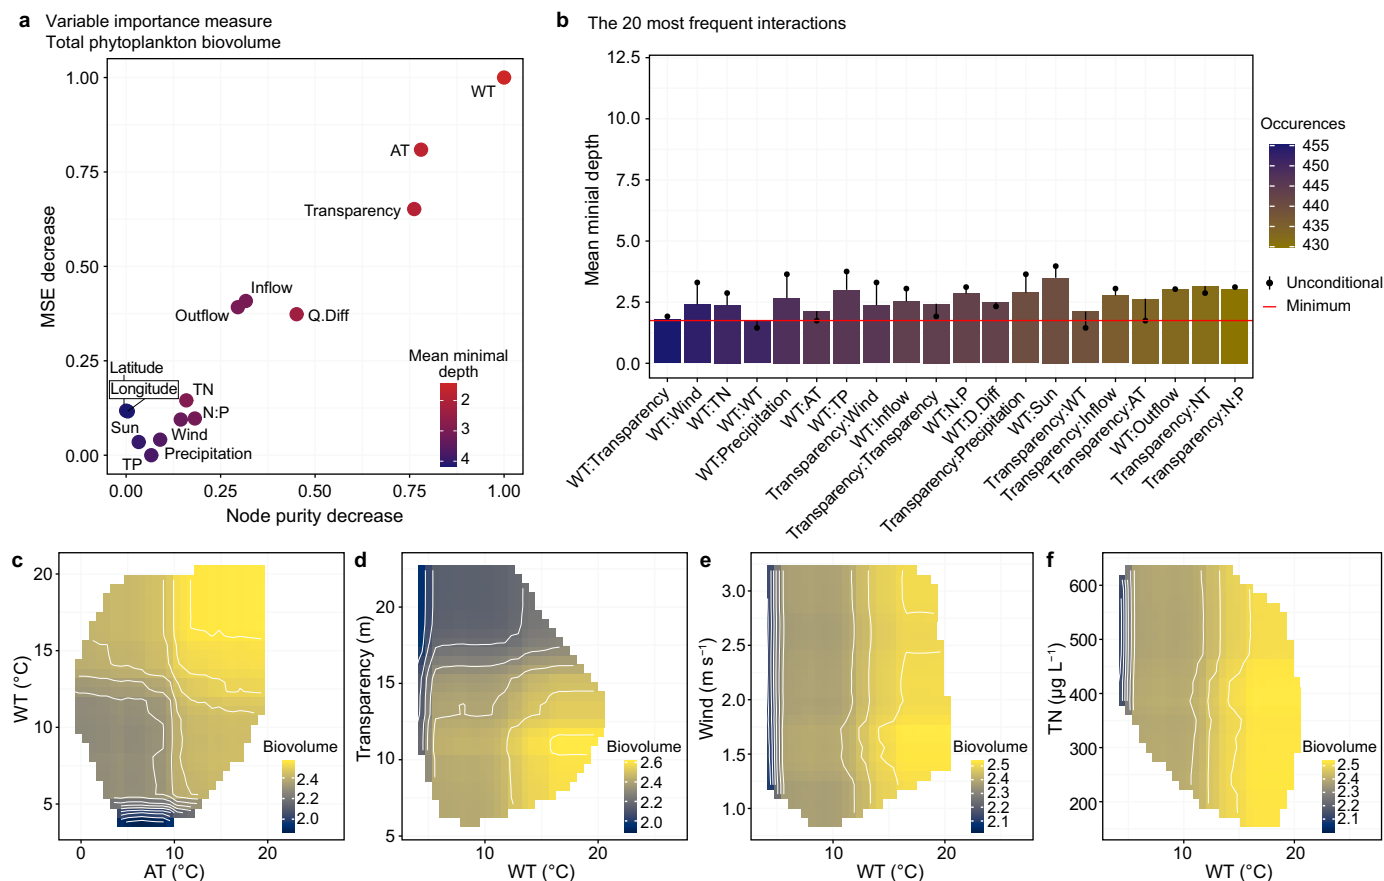 a Variable importance measure
Total phytoplankton biovolume
1.00
0.75
0.50
0.25
0.00
MSE decrease
WT
AT
Transparency
Inflow
Outflow
Q.Diff
Latitude
Longitude
TN
N:P
Sun
Wind
Precipitation
TP
Mean minimal
depth
2
3
4
0.00 0.25 0.50 0.75 1.00
Node purity decrease
b The 20 most frequent interactions
12.5
10.0
7.5
5.0
2.5
0.0
Mean minial depth
WT:Transparency
WT:Wind
WT:TN
WT:WT
WT:Precipitation
WT:AT
WT:TP
Transparency:Wind
WT:Inflow
Transparency:Transparency
WT:N:P
WT:D.Diff
Transparency:Precipitation
WT:Sun
Transparency:WT
Transparency:Inflow
Transparency:AT
WT:Outflow
Transparency:NT
Transparency:N:P
Occurences
455
450
445
440
435
430
Unconditional
Minimum
c
20
15
10
5
WT (°C)
Biovolume
2.4
2.2
2.0
0 10 20
AT (°C)
d
20
15
10
5
Transparency (m)
Biovolume
2.6
2.4
2.2
2.0
10 20
WT (°C)
e
3.0
2.5
2.0
1.5
1.0
Wind (m s⁻¹)
Biovolume
2.5
2.4
2.3
2.2
2.1
10 20
WT (°C)
f
600
500
400
300
200
TN (µg L⁻¹)
Biovolume
2.5
2.4
2.3
2.2
2.1
10 20
WT (°C)